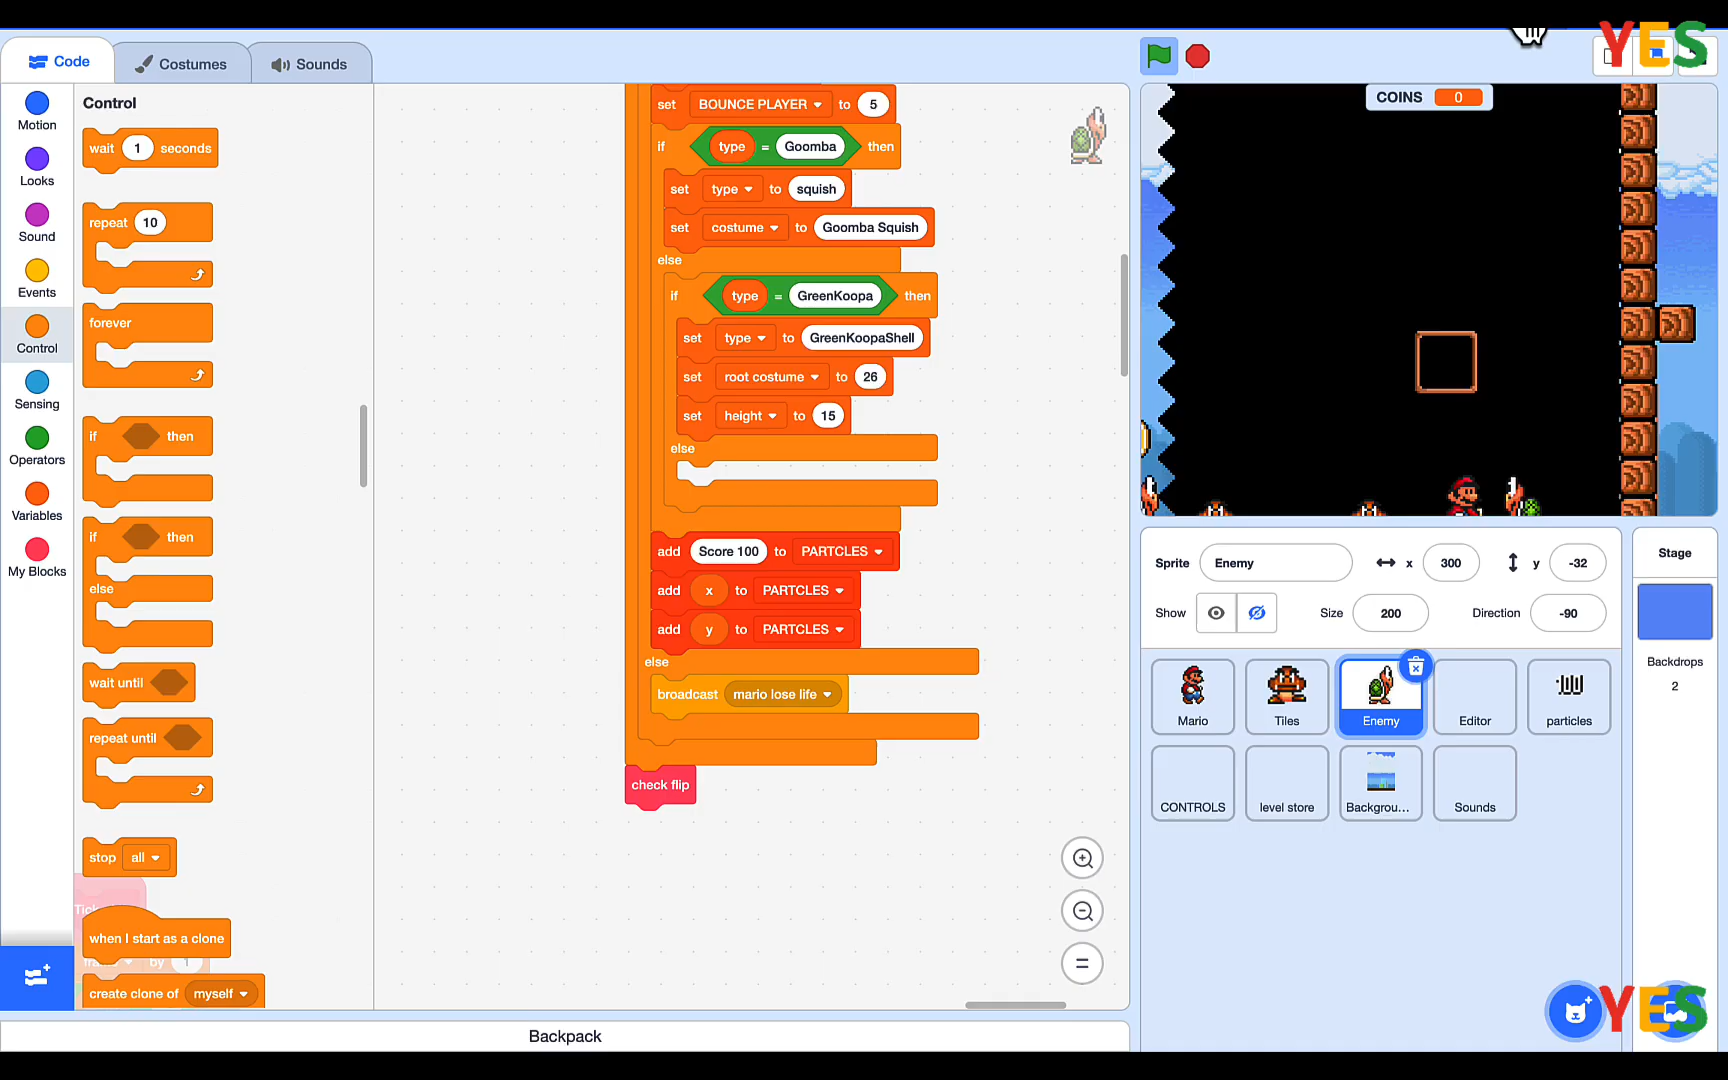 YES
Code Costumes Sounds
Motion
Looks
Sound
Events
Control
Sensing
Operators
Variables
My Blocks
Control
wait 1 seconds
repeat 10
forever
if then
if then
else
wait until
repeat until
stop all
when I start as a clone
by 1
create clone of myself
set BOUNCE PLAYER to 5
if type = Goomba then
set type to squish
set costume to Goomba Squish
else
if type = GreenKoopa then
set type to GreenKoopaShell
set root costume to 26
set height to 15
else
add Score 100 to PARTCLES
add x to PARTCLES
add y to PARTCLES
else
broadcast mario lose life
check flip
Backpack
COINS 0
Sprite Enemy x 300 y -32
Show Size 200 Direction -90
Mario Tiles Enemy Editor particles
CONTROLS level store Backgrou... Sounds
Stage
Backdrops
2
YES